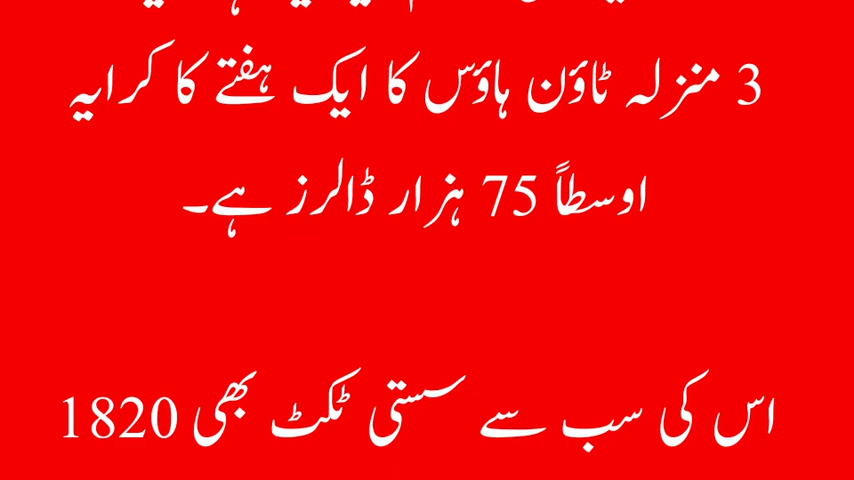 3 منزلہ ٹاؤن ہاؤس کا ایک ہفتے کا کرایہ
اوسطاً 75 ہزار ڈالرز ہے۔
اس کی سب سے سستی ٹکٹ بھی 1820